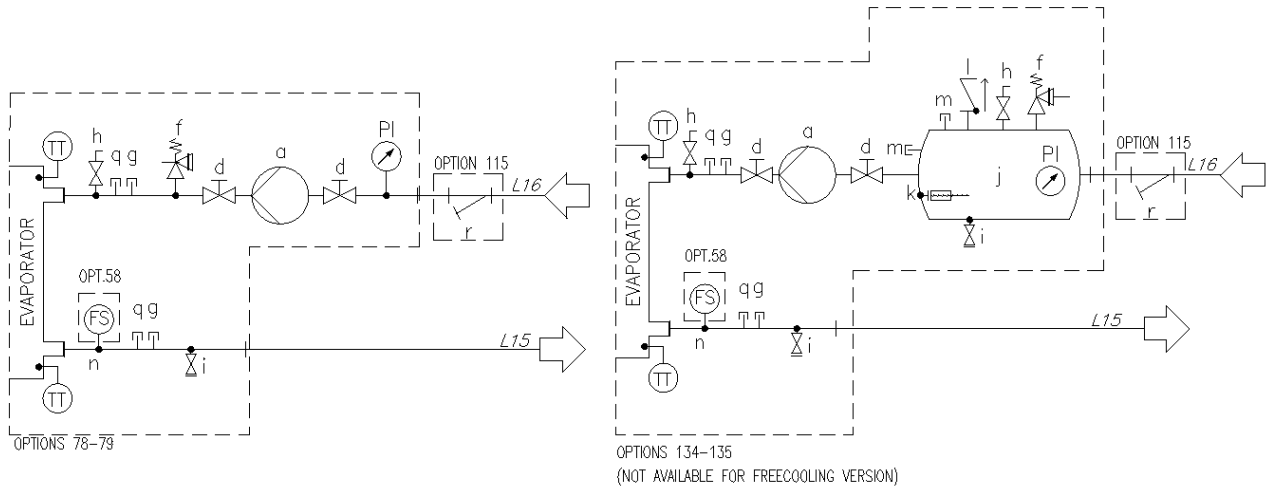 TT
h
q g
f
d
a
d
PI
OPTION 115
L16
r
EVAPORATOR
OPT.58
FS
q g
n
i
L15
TT
OPTIONS 78-79
TT
h
q g
d
a
d
m
m
l
h
f
j
PI
k
i
OPTION 115
L16
r
EVAPORATOR
OPT.58
FS
q g
n
i
L15
TT
OPTIONS 134-135
(NOT AVAILABLE FOR FREECOOLING VERSION)